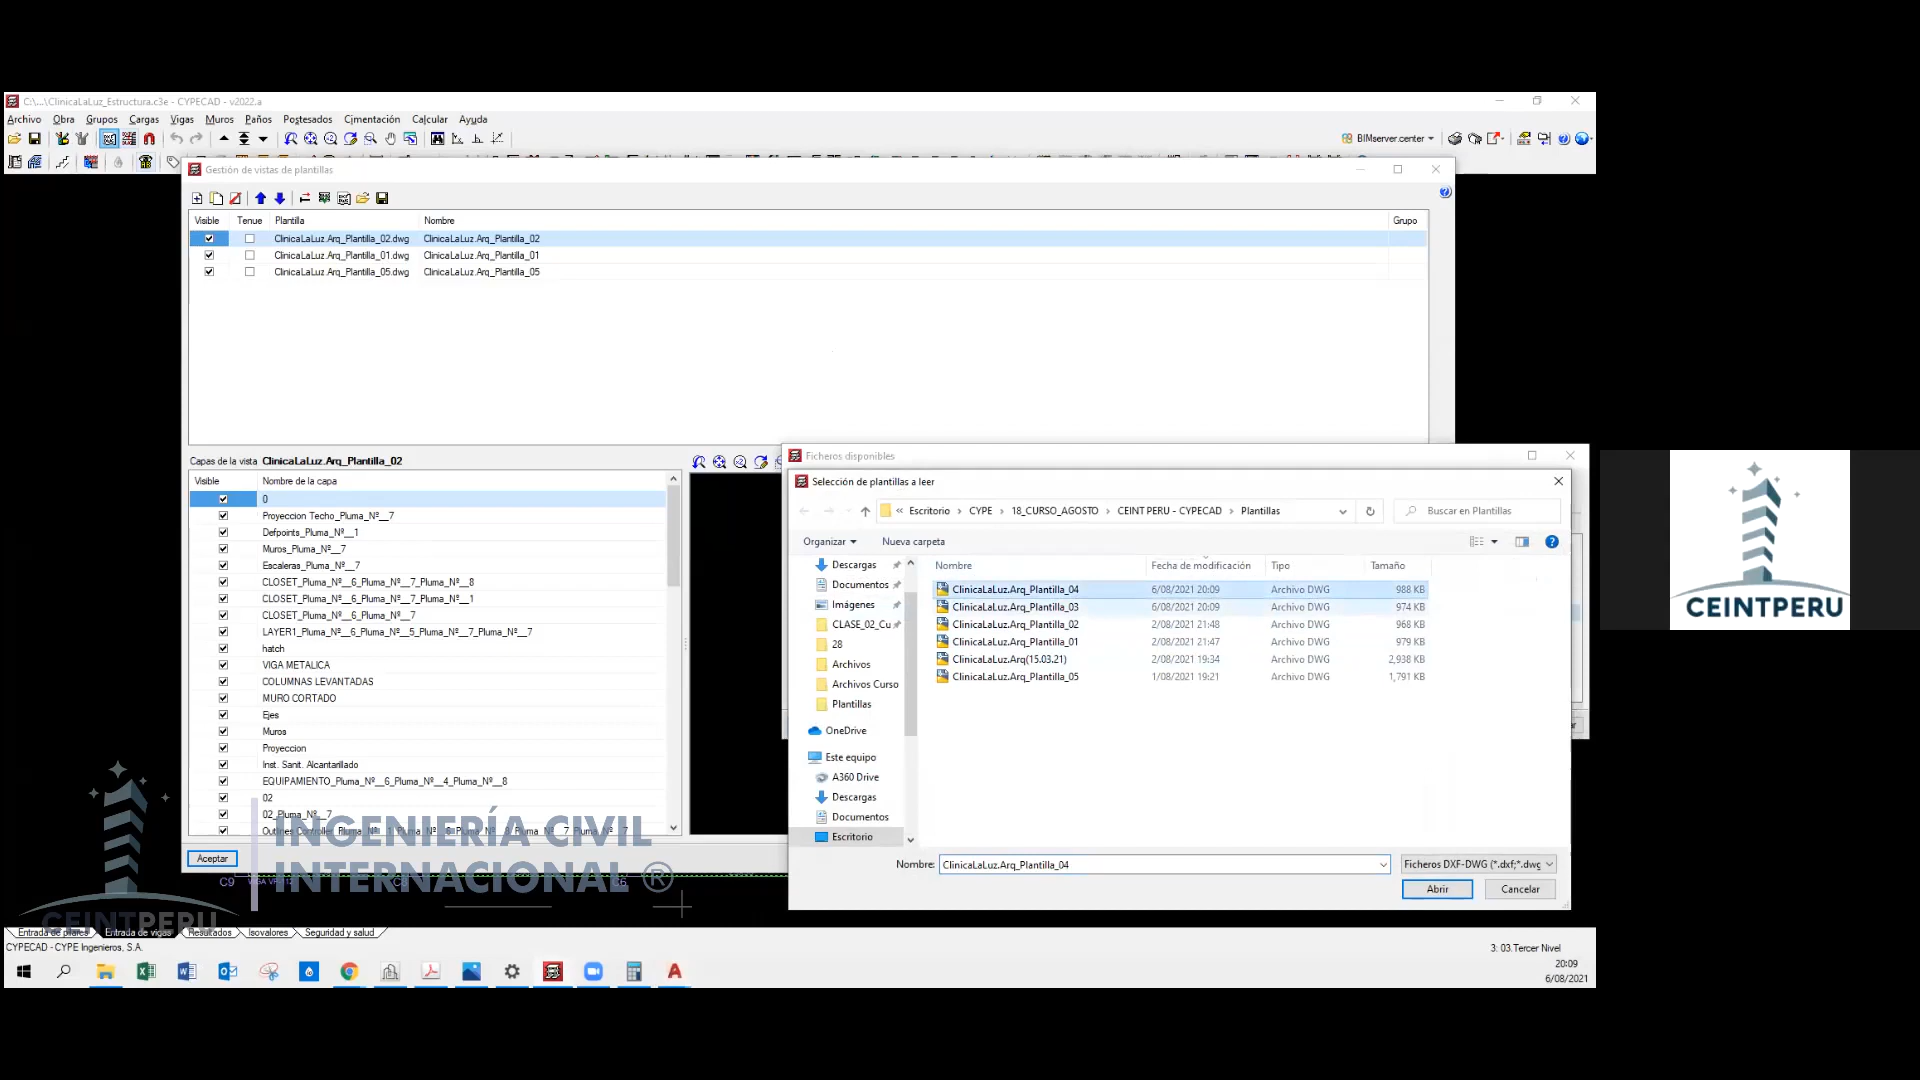 C:\...\ClinicaLaLuz_Estructura.c3e - CYPECAD - v2022.a
Archivo Obra Grupos Cargas Vigas Muros Paños Postesados Cimentación Calcular Ayuda
BIMserver.center
Gestión de vistas de plantillas
Visible Tenue Plantilla Nombre Grupo
ClinicaLaLuz.Arq_Plantilla_02.dwg ClinicaLaLuz.Arq_Plantilla_02
ClinicaLaLuz.Arq_Plantilla_01.dwg ClinicaLaLuz.Arq_Plantilla_01
ClinicaLaLuz.Arq_Plantilla_05.dwg ClinicaLaLuz.Arq_Plantilla_05
Capas de la vista ClinicaLaLuz.Arq_Plantilla_02
Visible Nombre de la capa
0
Proyeccion Techo_Pluma_Nº__7
Defpoints_Pluma_Nº__1
Muros_Pluma_Nº__7
Escaleras_Pluma_Nº__7
CLOSET_Pluma_Nº__6_Pluma_Nº__7_Pluma_Nº__8
CLOSET_Pluma_Nº__6_Pluma_Nº__7_Pluma_Nº__1
CLOSET_Pluma_Nº__6_Pluma_Nº__7
LAYER1_Pluma_Nº__6_Pluma_Nº__5_Pluma_Nº__7_Pluma_Nº__7
hatch
VIGA METALICA
COLUMNAS LEVANTADAS
MURO CORTADO
Ejes
Muros
Proyeccion
Inst. Sanit. Alcantarillado
EQUIPAMIENTO_Pluma_Nº__6_Pluma_Nº__4_Pluma_Nº__8
02
02_Pluma_Nº__7
Outlines Controller_Pluma_Nº__1_Pluma_Nº__6_Pluma_Nº__8_Pluma_Nº__7_Pluma_Nº__7
Aceptar
Ficheros disponibles
Selección de plantillas a leer
« Escritorio › CYPE › 18_CURSO_AGOSTO › CEINT PERU - CYPECAD › Plantillas
Buscar en Plantillas
Organizar Nueva carpeta
Descargas
Documentos
Imágenes
CLASE_02_Cu
28
Archivos
Archivos Curso
Plantillas
OneDrive
Este equipo
A360 Drive
Descargas
Documentos
Escritorio
Nombre Fecha de modificación Tipo Tamaño
ClinicaLaLuz.Arq_Plantilla_04 6/08/2021 20:09 Archivo DWG 988 KB
ClinicaLaLuz.Arq_Plantilla_03 6/08/2021 20:09 Archivo DWG 974 KB
ClinicaLaLuz.Arq_Plantilla_02 2/08/2021 21:48 Archivo DWG 968 KB
ClinicaLaLuz.Arq_Plantilla_01 2/08/2021 21:47 Archivo DWG 979 KB
ClinicaLaLuz.Arq(15.03.21) 2/08/2021 19:34 Archivo DWG 2,938 KB
ClinicaLaLuz.Arq_Plantilla_05 1/08/2021 19:21 Archivo DWG 1,791 KB
Nombre: ClinicaLaLuz.Arq_Plantilla_04 Ficheros DXF-DWG (*.dxf;*.dwg
Abrir Cancelar
CEINTPERU
INGENIERÍA CIVIL
INTERNACIONAL ®
CEINTPERU
C9
Entrada de pilares Entrada de vigas Resultados Isovalores Seguridad y salud
CYPECAD - CYPE Ingenieros, S.A.
3: 03.Tercer Nivel
20:09
6/08/2021